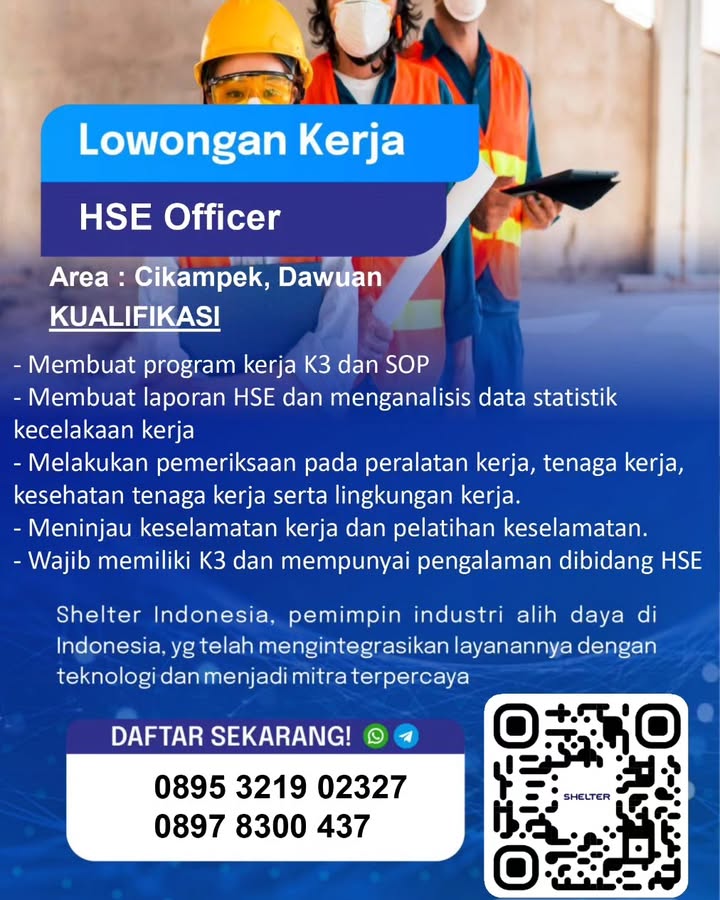 Lowongan Kerja
HSE Officer
Area : Cikampek, Dawuan
KUALIFIKASI
- Membuat program kerja K3 dan SOP
- Membuat laporan HSE dan menganalisis data statistik
kecelakaan kerja
- Melakukan pemeriksaan pada peralatan kerja, tenaga kerja,
kesehatan tenaga kerja serta lingkungan kerja.
- Meninjau keselamatan kerja dan pelatihan keselamatan.
- Wajib memiliki K3 dan mempunyai pengalaman dibidang HSE
Shelter Indonesia, pemimpin industri alih daya di
Indonesia, yg telah mengintegrasikan layanannya dengan
teknologi dan menjadi mitra terpercaya
DAFTAR SEKARANG!
0895 3219 02327
0897 8300 437
SHELTER